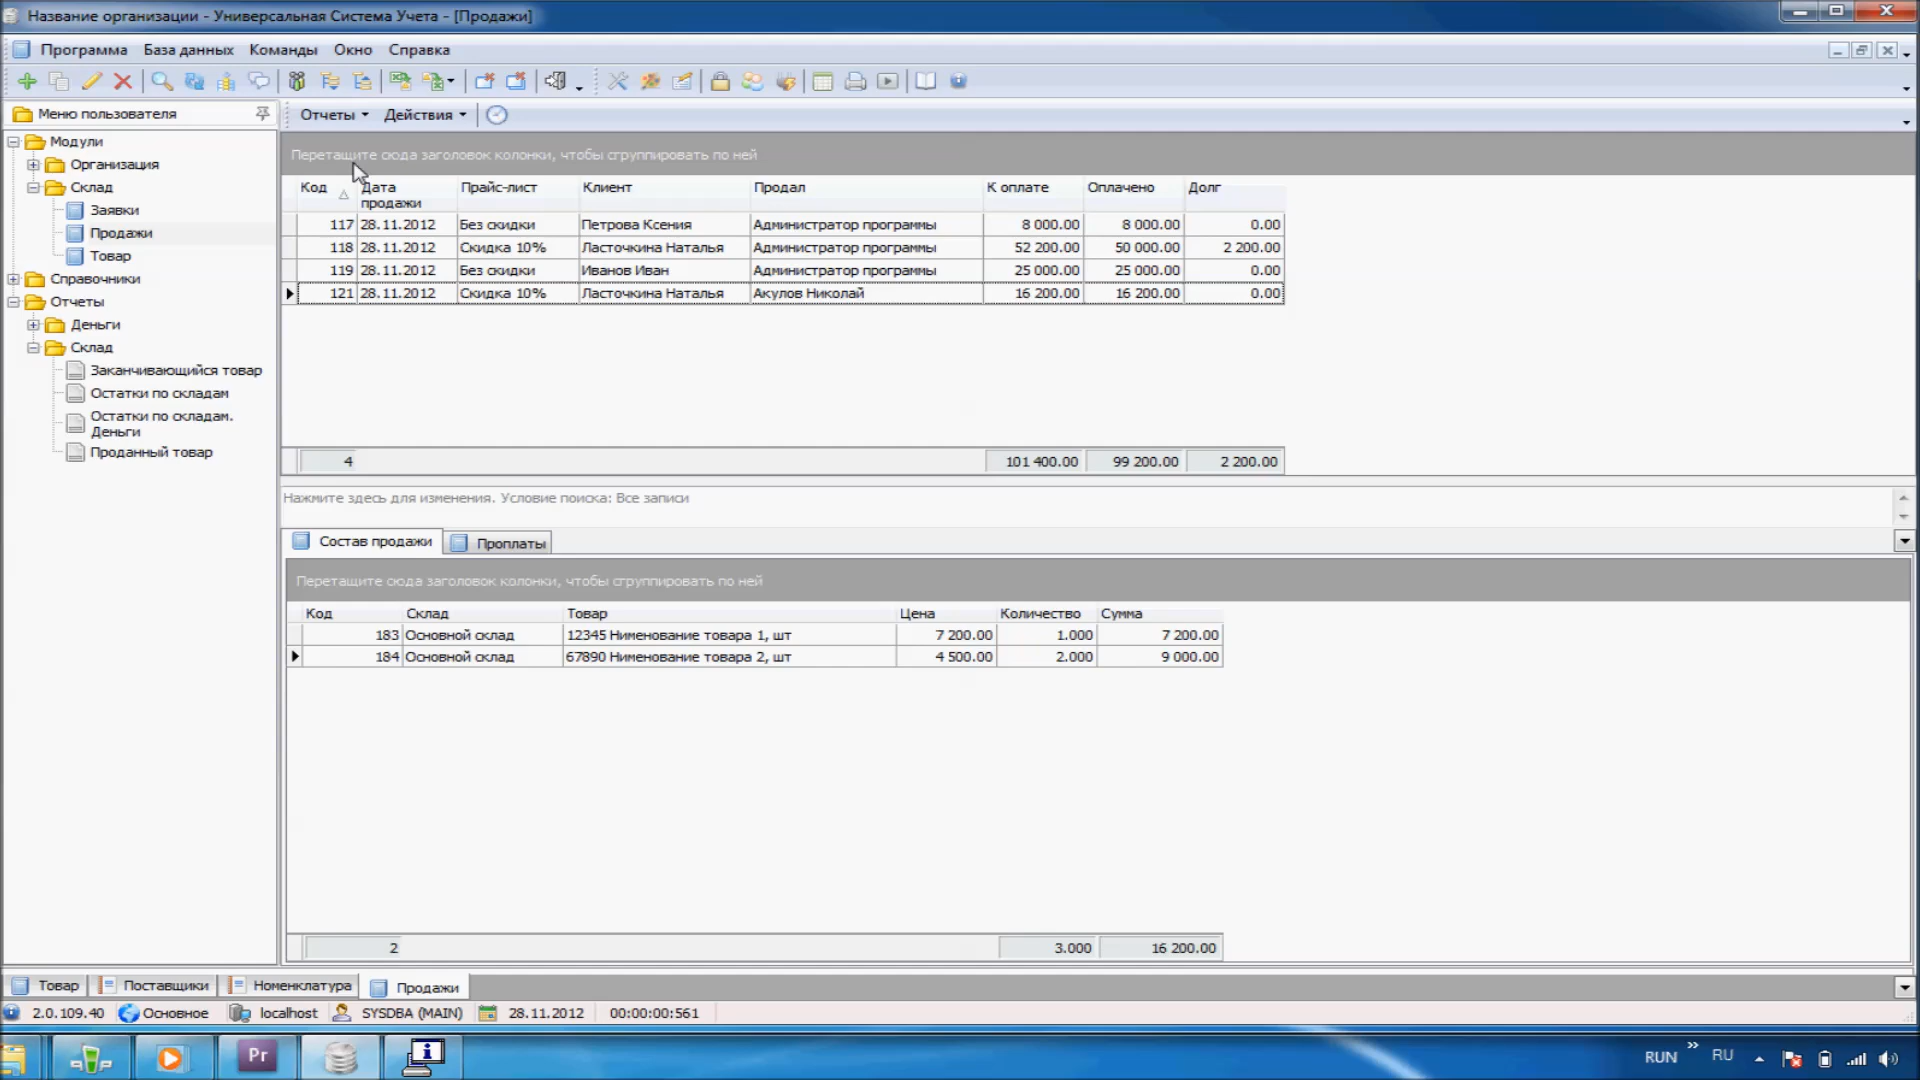 Название организации - Универсальная Система Учета - [Продажи]
Программа База данных Команды Окно Справка
Меню пользователя
Отчеты Действия
Модули
Организация
Склад
Заявки
Продажи
Товар
Справочники
Отчеты
Деньги
Склад
Заканчивающийся товар
Остатки по складам
Остатки по складам.
Деньги
Проданный товар
Перетащите сюда заголовок колонки, чтобы сгруппировать по ней
Код Дата продажи Прайс-лист Клиент Продал К оплате Оплачено Долг
117 28.11.2012 Без скидки Петрова Ксения Администратор программы 8 000.00 8 000.00 0.00
118 28.11.2012 Скидка 10% Ласточкина Наталья Администратор программы 52 200.00 50 000.00 2 200.00
119 28.11.2012 Без скидки Иванов Иван Администратор программы 25 000.00 25 000.00 0.00
121 28.11.2012 Скидка 10% Ласточкина Наталья Акулов Николай 16 200.00 16 200.00 0.00
4 101 400.00 99 200.00 2 200.00
Нажмите здесь для изменения. Условие поиска: Все записи
Состав продажи Проплаты
Перетащите сюда заголовок колонки, чтобы сгруппировать по ней
Код Склад Товар Цена Количество Сумма
183 Основной склад 12345 Нименование товара 1, шт 7 200.00 1.000 7 200.00
184 Основной склад 67890 Нименование товара 2, шт 4 500.00 2.000 9 000.00
2 3.000 16 200.00
Товар Поставщики Номенклатура Продажи
2.0.109.40 Основное localhost SYSDBA (MAIN) 28.11.2012 00:00:00:561
Pr RUN » RU